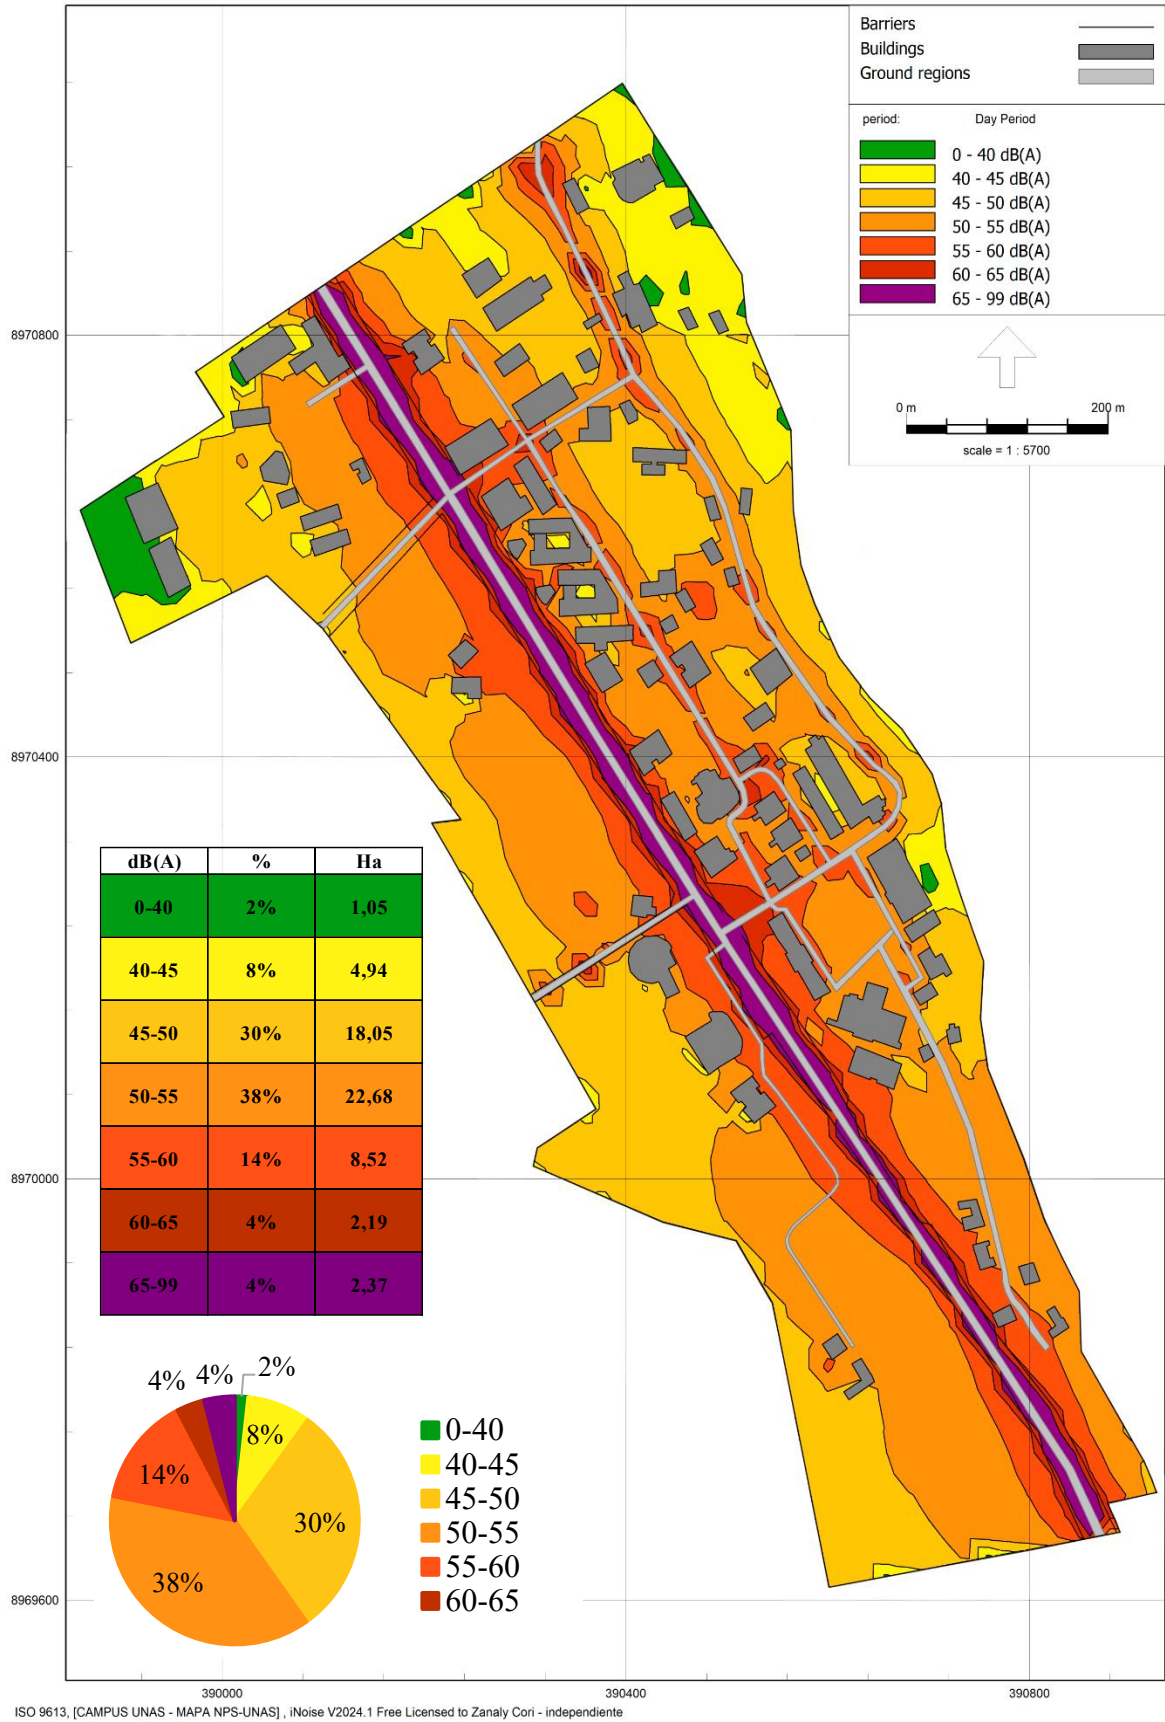 Barriers
Buildings
Ground regions
period: Day Period
0 - 40 dB(A)
40 - 45 dB(A)
45 - 50 dB(A)
50 - 55 dB(A)
55 - 60 dB(A)
60 - 65 dB(A)
65 - 99 dB(A)
0 m 200 m
scale = 1 : 5700
8970800
8970400
8970000
8969600
dB(A) % Ha
0-40 2% 1,05
40-45 8% 4,94
45-50 30% 18,05
50-55 38% 22,68
55-60 14% 8,52
60-65 4% 2,19
65-99 4% 2,37
4% 4% 2%
8%
14%
30%
38%
0-40
40-45
45-50
50-55
55-60
60-65
390000 390400 390800
ISO 9613, [CAMPUS UNAS - MAPA NPS-UNAS] , iNoise V2024.1 Free Licensed to Zanaly Cori - independiente